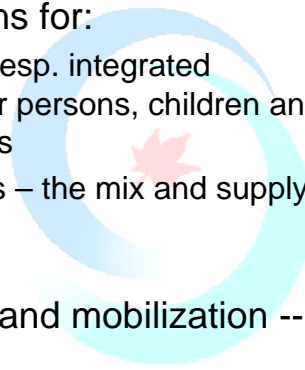 ns for:
esp. integrated
r persons, children an
s
s – the mix and supply
and mobilization --